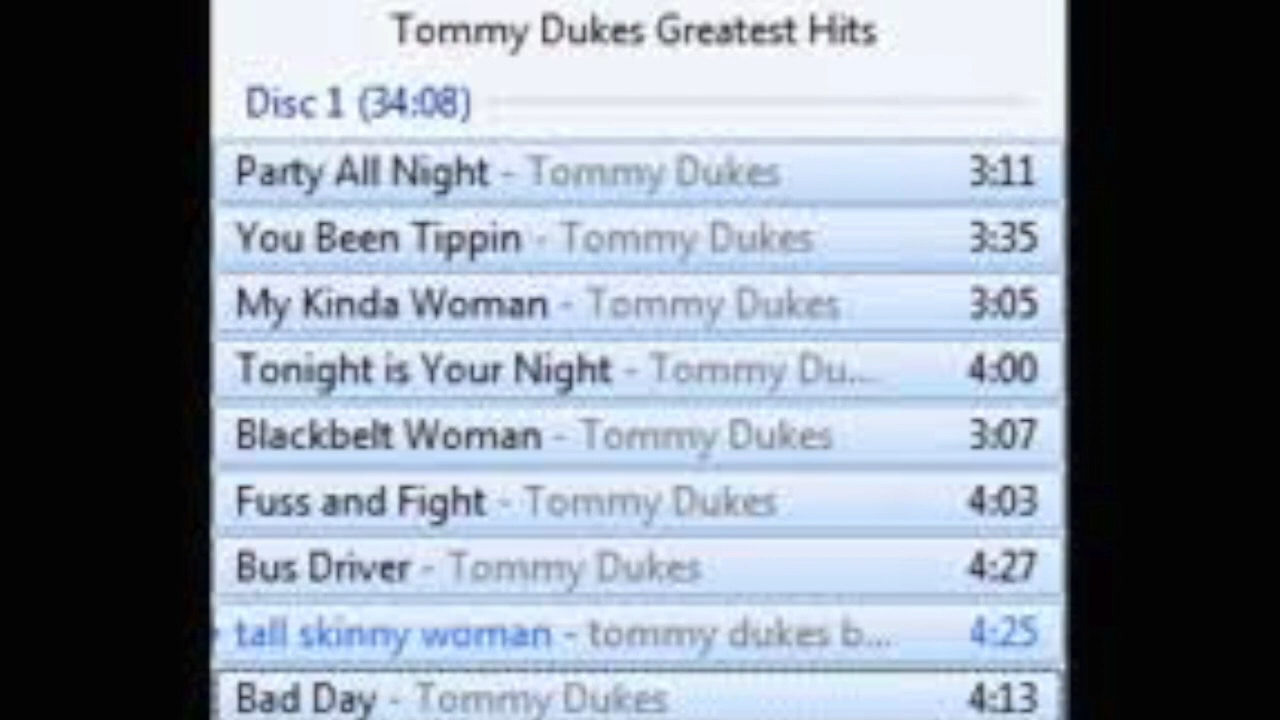 Tommy Dukes Greatest Hits
Disc 1 (34:08)
Party All Night - Tommy Dukes 3:11
You Been Tippin - Tommy Dukes 3:35
My Kinda Woman - Tommy Dukes 3:05
Tonight is Your Night - Tommy Du... 4:00
Blackbelt Woman - Tommy Dukes 3:07
Fuss and Fight - Tommy Dukes 4:03
Bus Driver - Tommy Dukes 4:27
tall skinny woman - tommy dukes b... 4:25
Bad Day - Tommy Dukes 4:13